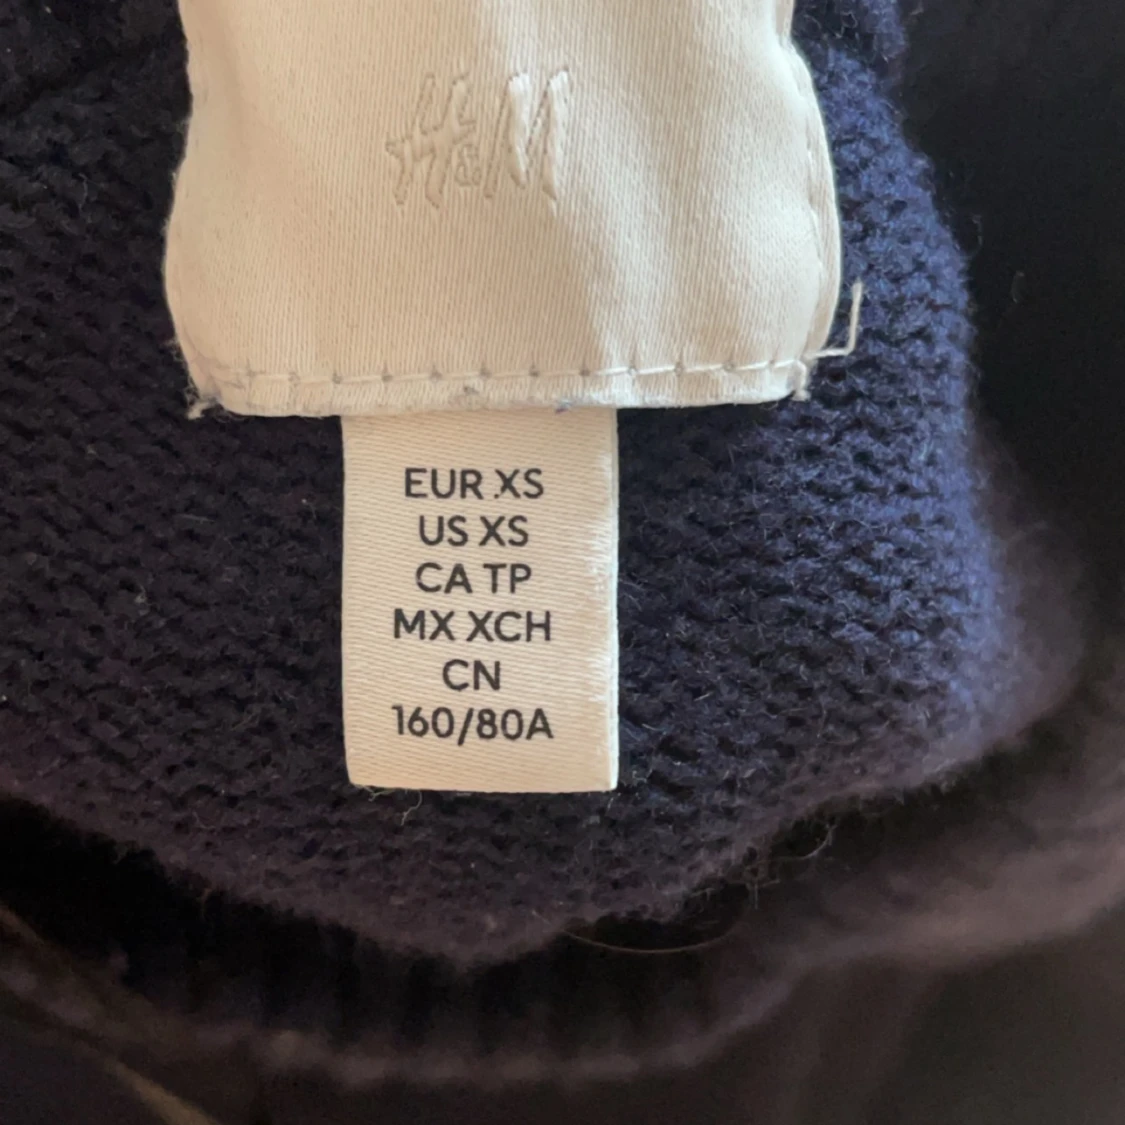 H&M
EUR XS
US XS
CA TP
MX XCH
CN
160/80A